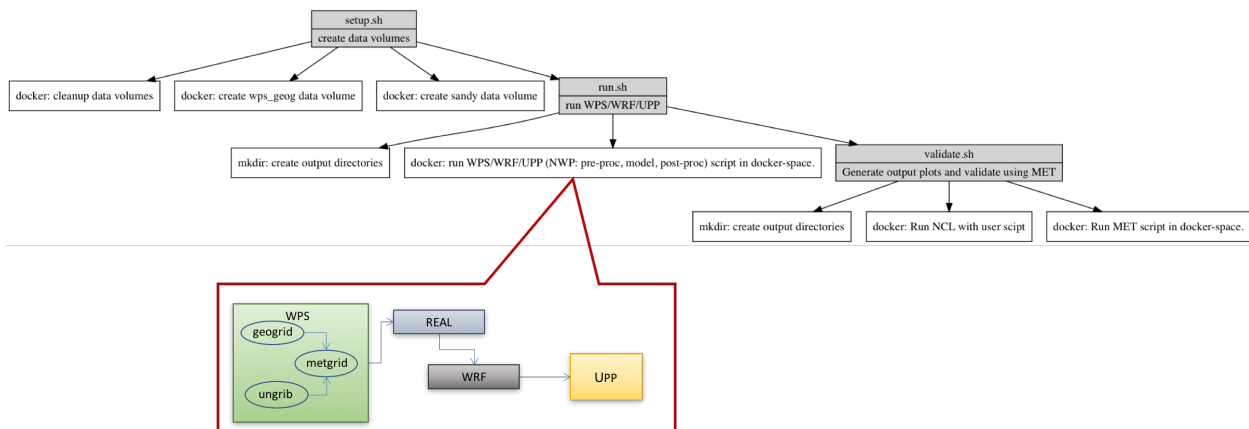 setup.sh
create data volumes
docker: cleanup data volumes
docker: create wps_geog data volume
docker: create sandy data volume
run.sh
run WPS/WRF/UPP
mkdir: create output directories
docker: run WPS/WRF/UPP (NWP: pre-proc, model, post-proc) script in docker-space.
validate.sh
Generate output plots and validate using MET
mkdir: create output directories
docker: Run NCL with user scipt
docker: Run MET script in docker-space.
WPS
geogrid
metgrid
ungrib
REAL
WRF
UPP